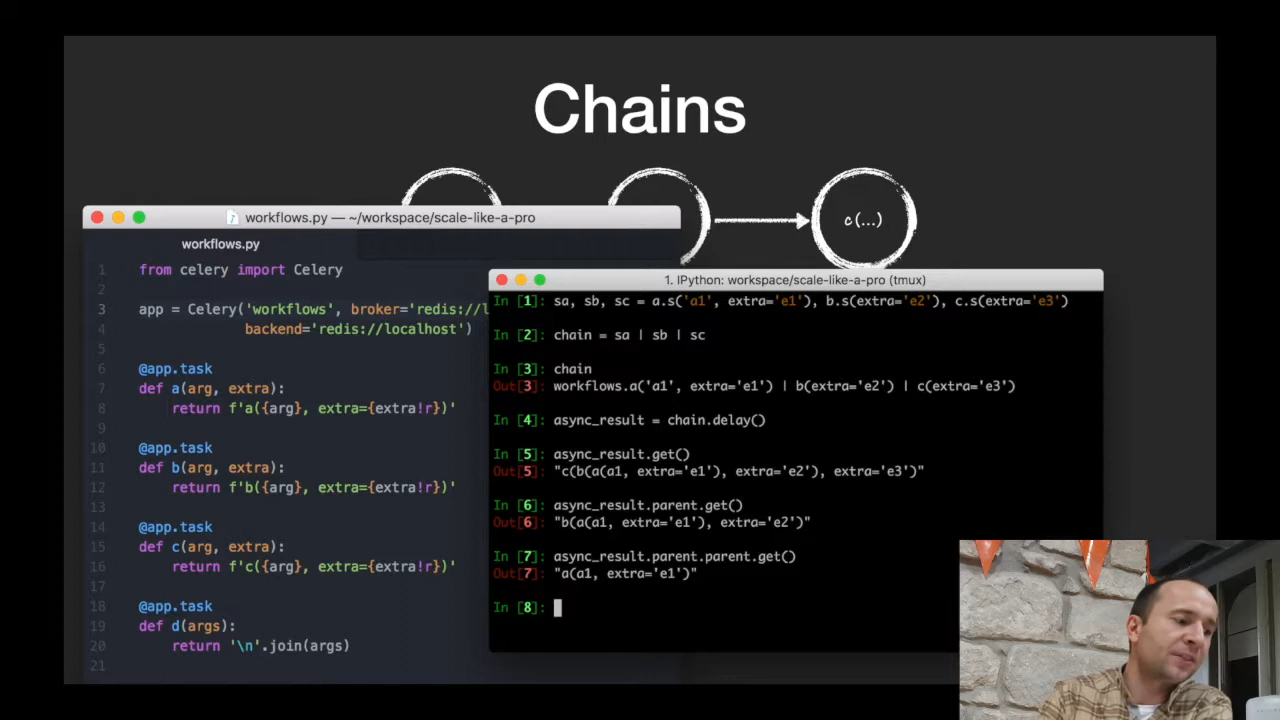 Chains
c(...)
workflows.py — ~/workspace/scale-like-a-pro
workflows.py
1 from celery import Celery
2
3 app = Celery('workflows', broker='redis://l
4 backend='redis://localhost')
5
6 @app.task
7 def a(arg, extra):
8 return f'a({arg}, extra={extra!r})'
9
10 @app.task
11 def b(arg, extra):
12 return f'b({arg}, extra={extra!r})'
13
14 @app.task
15 def c(arg, extra):
16 return f'c({arg}, extra={extra!r})'
17
18 @app.task
19 def d(args):
20 return '\n'.join(args)
21
1. IPython: workspace/scale-like-a-pro (tmux)
In [1]: sa, sb, sc = a.s('a1', extra='e1'), b.s(extra='e2'), c.s(extra='e3')
In [2]: chain = sa | sb | sc
In [3]: chain
Out[3]: workflows.a('a1', extra='e1') | b(extra='e2') | c(extra='e3')
In [4]: async_result = chain.delay()
In [5]: async_result.get()
Out[5]: "c(b(a(a1, extra='e1'), extra='e2'), extra='e3')"
In [6]: async_result.parent.get()
Out[6]: "b(a(a1, extra='e1'), extra='e2')"
In [7]: async_result.parent.parent.get()
Out[7]: "a(a1, extra='e1')"
In [8]: